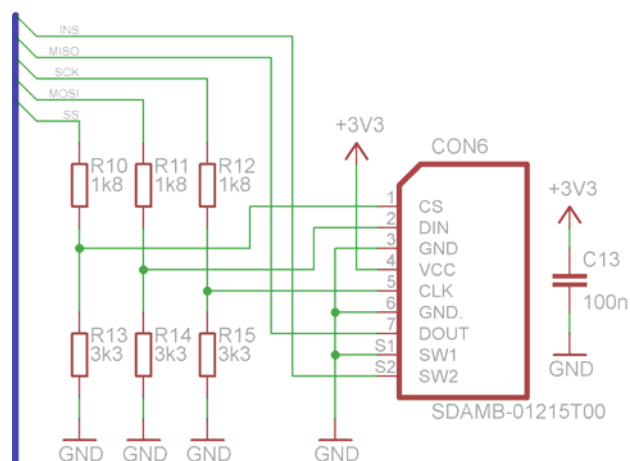 INS
MISO
SCK
MOSI
SS
R10
1k8
R11
1k8
R12
1k8
R13
3k3
R14
3k3
R15
3k3
GND
GND
GND
GND
+3V3
CON6
1 CS
2 DIN
3 GND
4 VCC
5 CLK
6 GND.
7 DOUT
S1 SW1
S2 SW2
SDAMB-01215T00
+3V3
C13
100n
GND